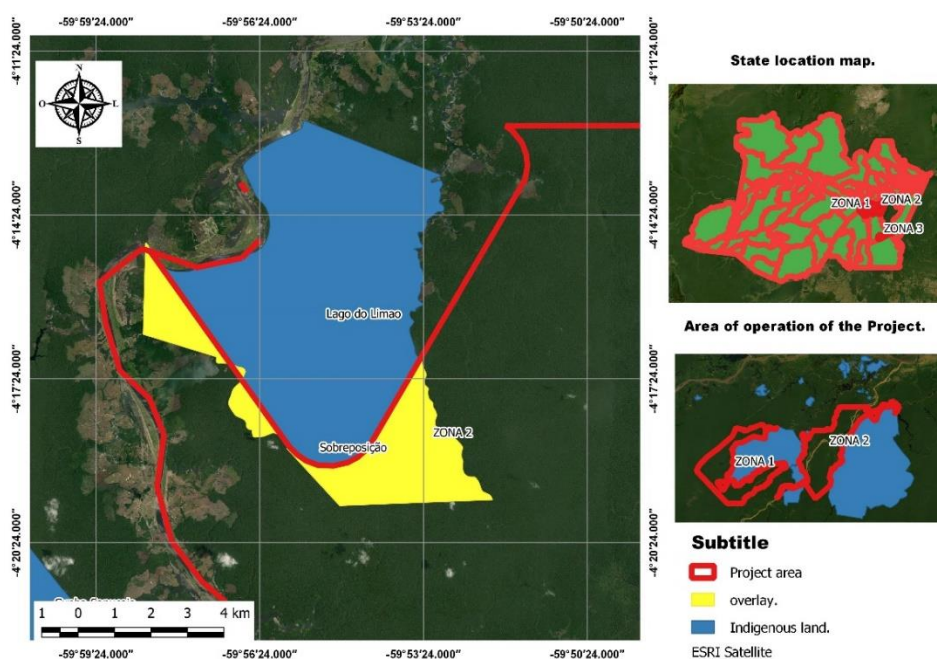 -59°59'24.000"
-59°56'24.000"
-59°53'24.000"
-59°50'24.000"
N
O
L
S
-4°11'24.000"
-4°14'24.000"
-4°17'24.000"
-4°20'24.000"
Lago do Limao
ZONA 2
Sobreposição
1 0 1 2 3 4 km
-59°59'24.000"
-59°56'24.000"
-59°53'24.000"
-59°50'24.000"
-4°11'24.000"
-4°14'24.000"
-4°17'24.000"
-4°20'24.000"
State location map.
ZONA 1
ZONA 2
ZONA 3
Area of operation of the Project.
ZONA 1
ZONA 2
Subtitle
Project area
overlay.
Indigenous land.
ESRI Satellite